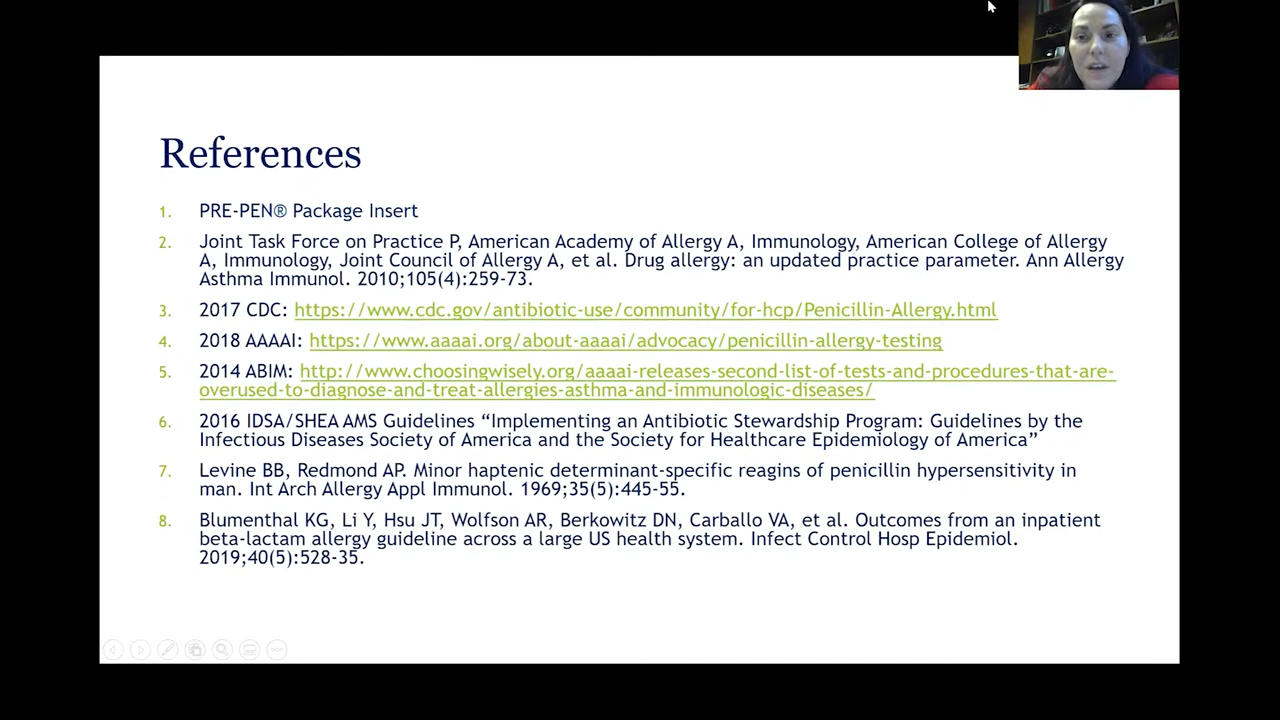 References
1. PRE-PEN® Package Insert
2. Joint Task Force on Practice P, American Academy of Allergy A, Immunology, American College of Allergy
A, Immunology, Joint Council of Allergy A, et al. Drug allergy: an updated practice parameter. Ann Allergy
Asthma Immunol. 2010;105(4):259-73.
3. 2017 CDC: https://www.cdc.gov/antibiotic-use/community/for-hcp/Penicillin-Allergy.html
4. 2018 AAAAI: https://www.aaaai.org/about-aaaai/advocacy/penicillin-allergy-testing
5. 2014 ABIM: http://www.choosingwisely.org/aaaai-releases-second-list-of-tests-and-procedures-that-are-
overused-to-diagnose-and-treat-allergies-asthma-and-immunologic-diseases/
6. 2016 IDSA/SHEA AMS Guidelines “Implementing an Antibiotic Stewardship Program: Guidelines by the
Infectious Diseases Society of America and the Society for Healthcare Epidemiology of America”
7. Levine BB, Redmond AP. Minor haptenic determinant-specific reagins of penicillin hypersensitivity in
man. Int Arch Allergy Appl Immunol. 1969;35(5):445-55.
8. Blumenthal KG, Li Y, Hsu JT, Wolfson AR, Berkowitz DN, Carballo VA, et al. Outcomes from an inpatient
beta-lactam allergy guideline across a large US health system. Infect Control Hosp Epidemiol.
2019;40(5):528-35.